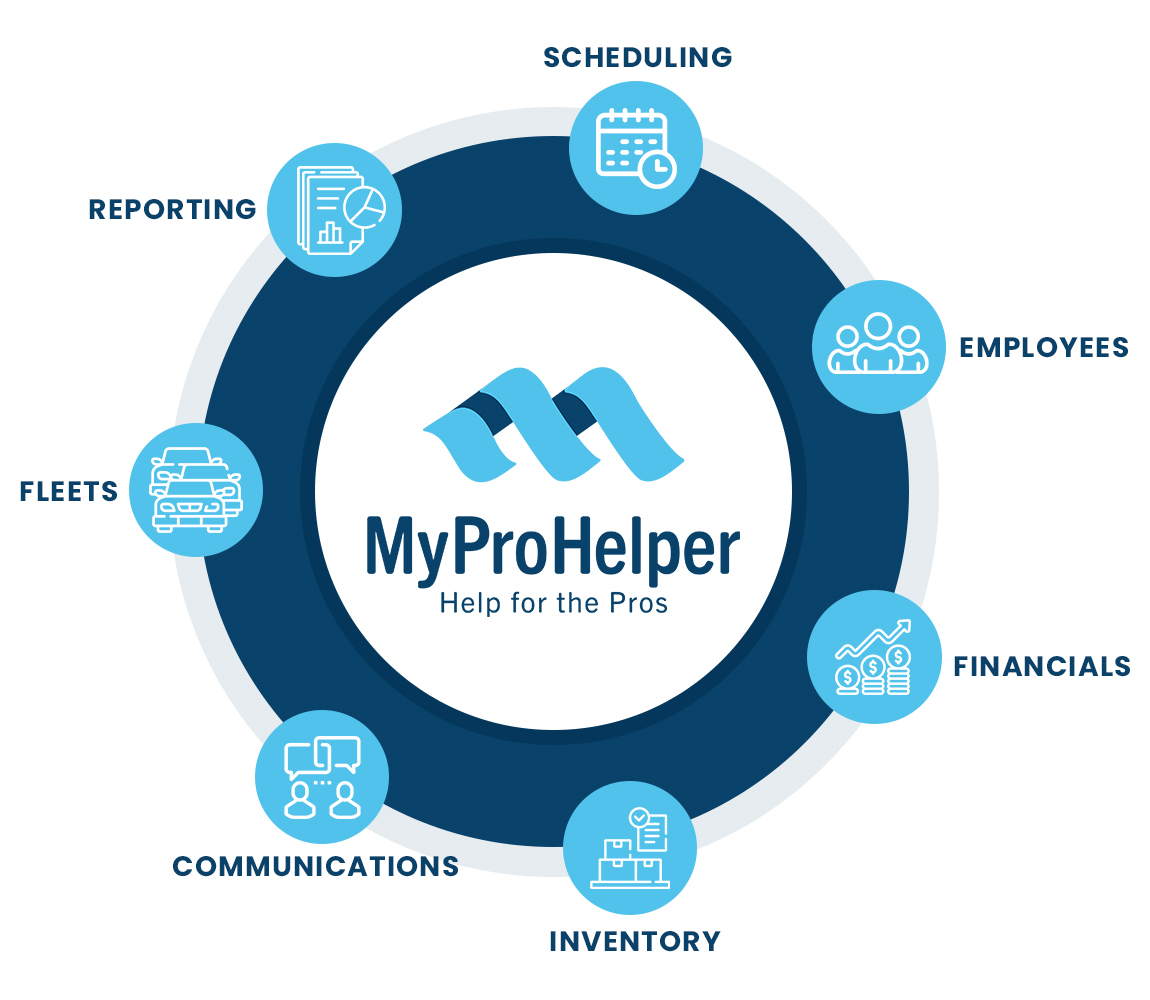 SCHEDULING
REPORTING
EMPLOYEES
FLEETS
MyProHelper
Help for the Pros
FINANCIALS
COMMUNICATIONS
INVENTORY
$ $ $